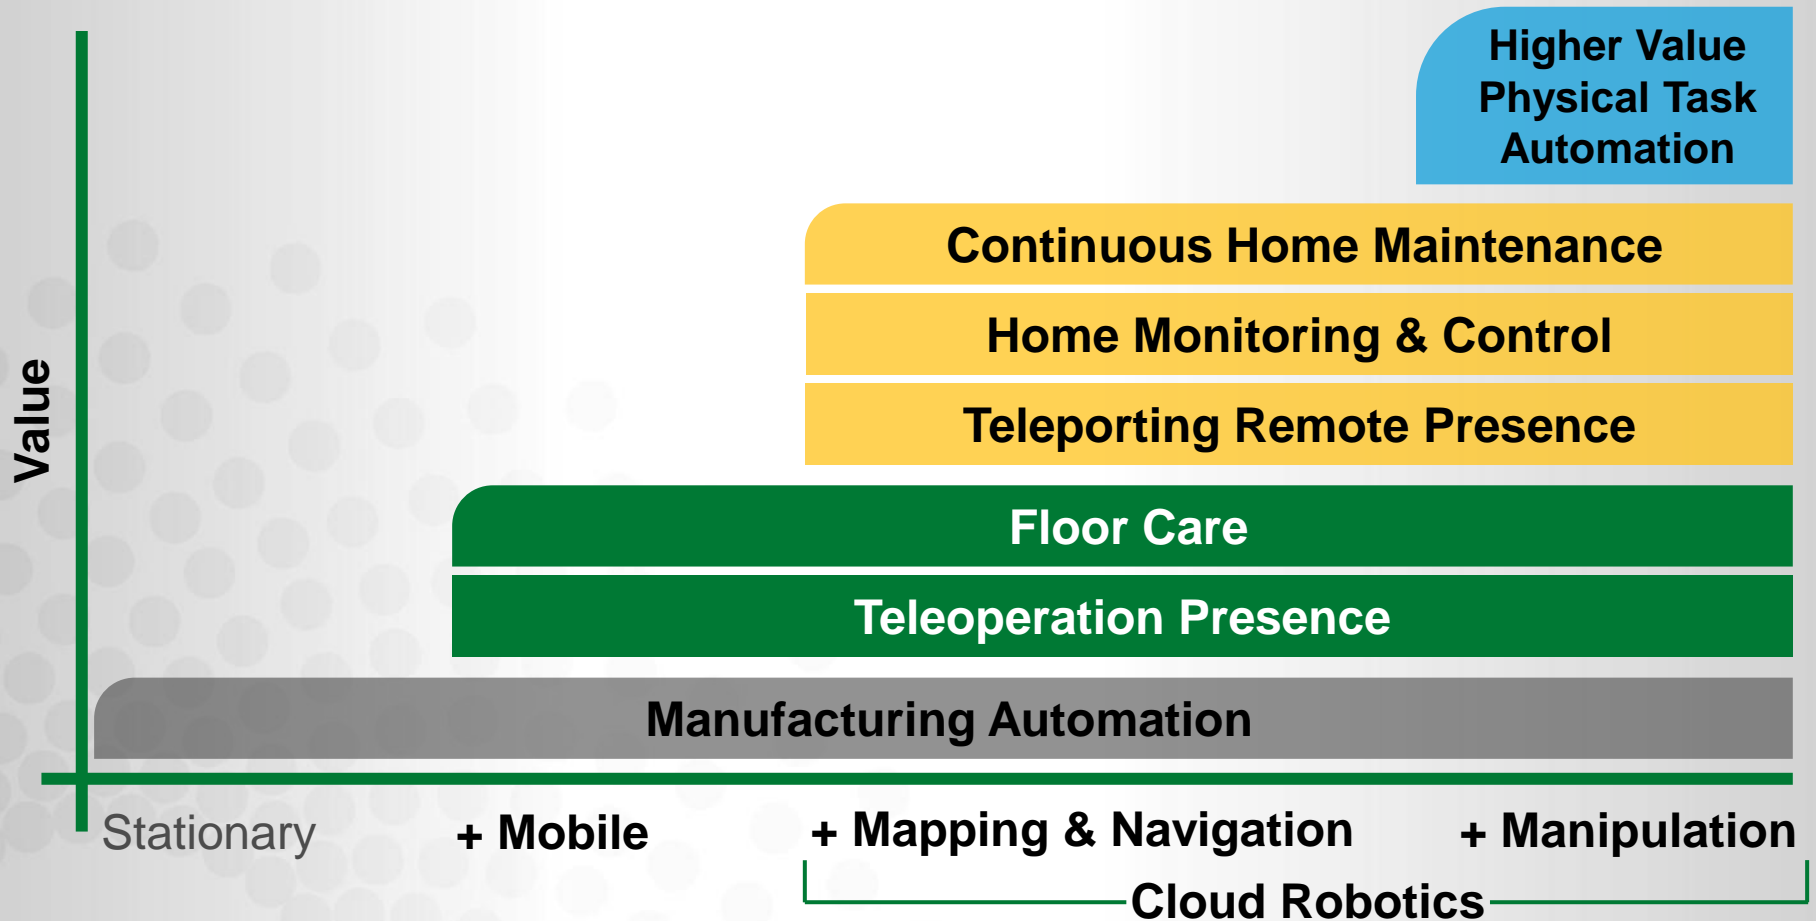 Higher Value
Physical Task
Automation
Continuous Home Maintenance
Home Monitoring & Control
Teleporting Remote Presence
Value
Floor Care
Teleoperation Presence
Manufacturing Automation
Stationary
+ Mobile
+ Mapping & Navigation
+ Manipulation
Cloud Robotics